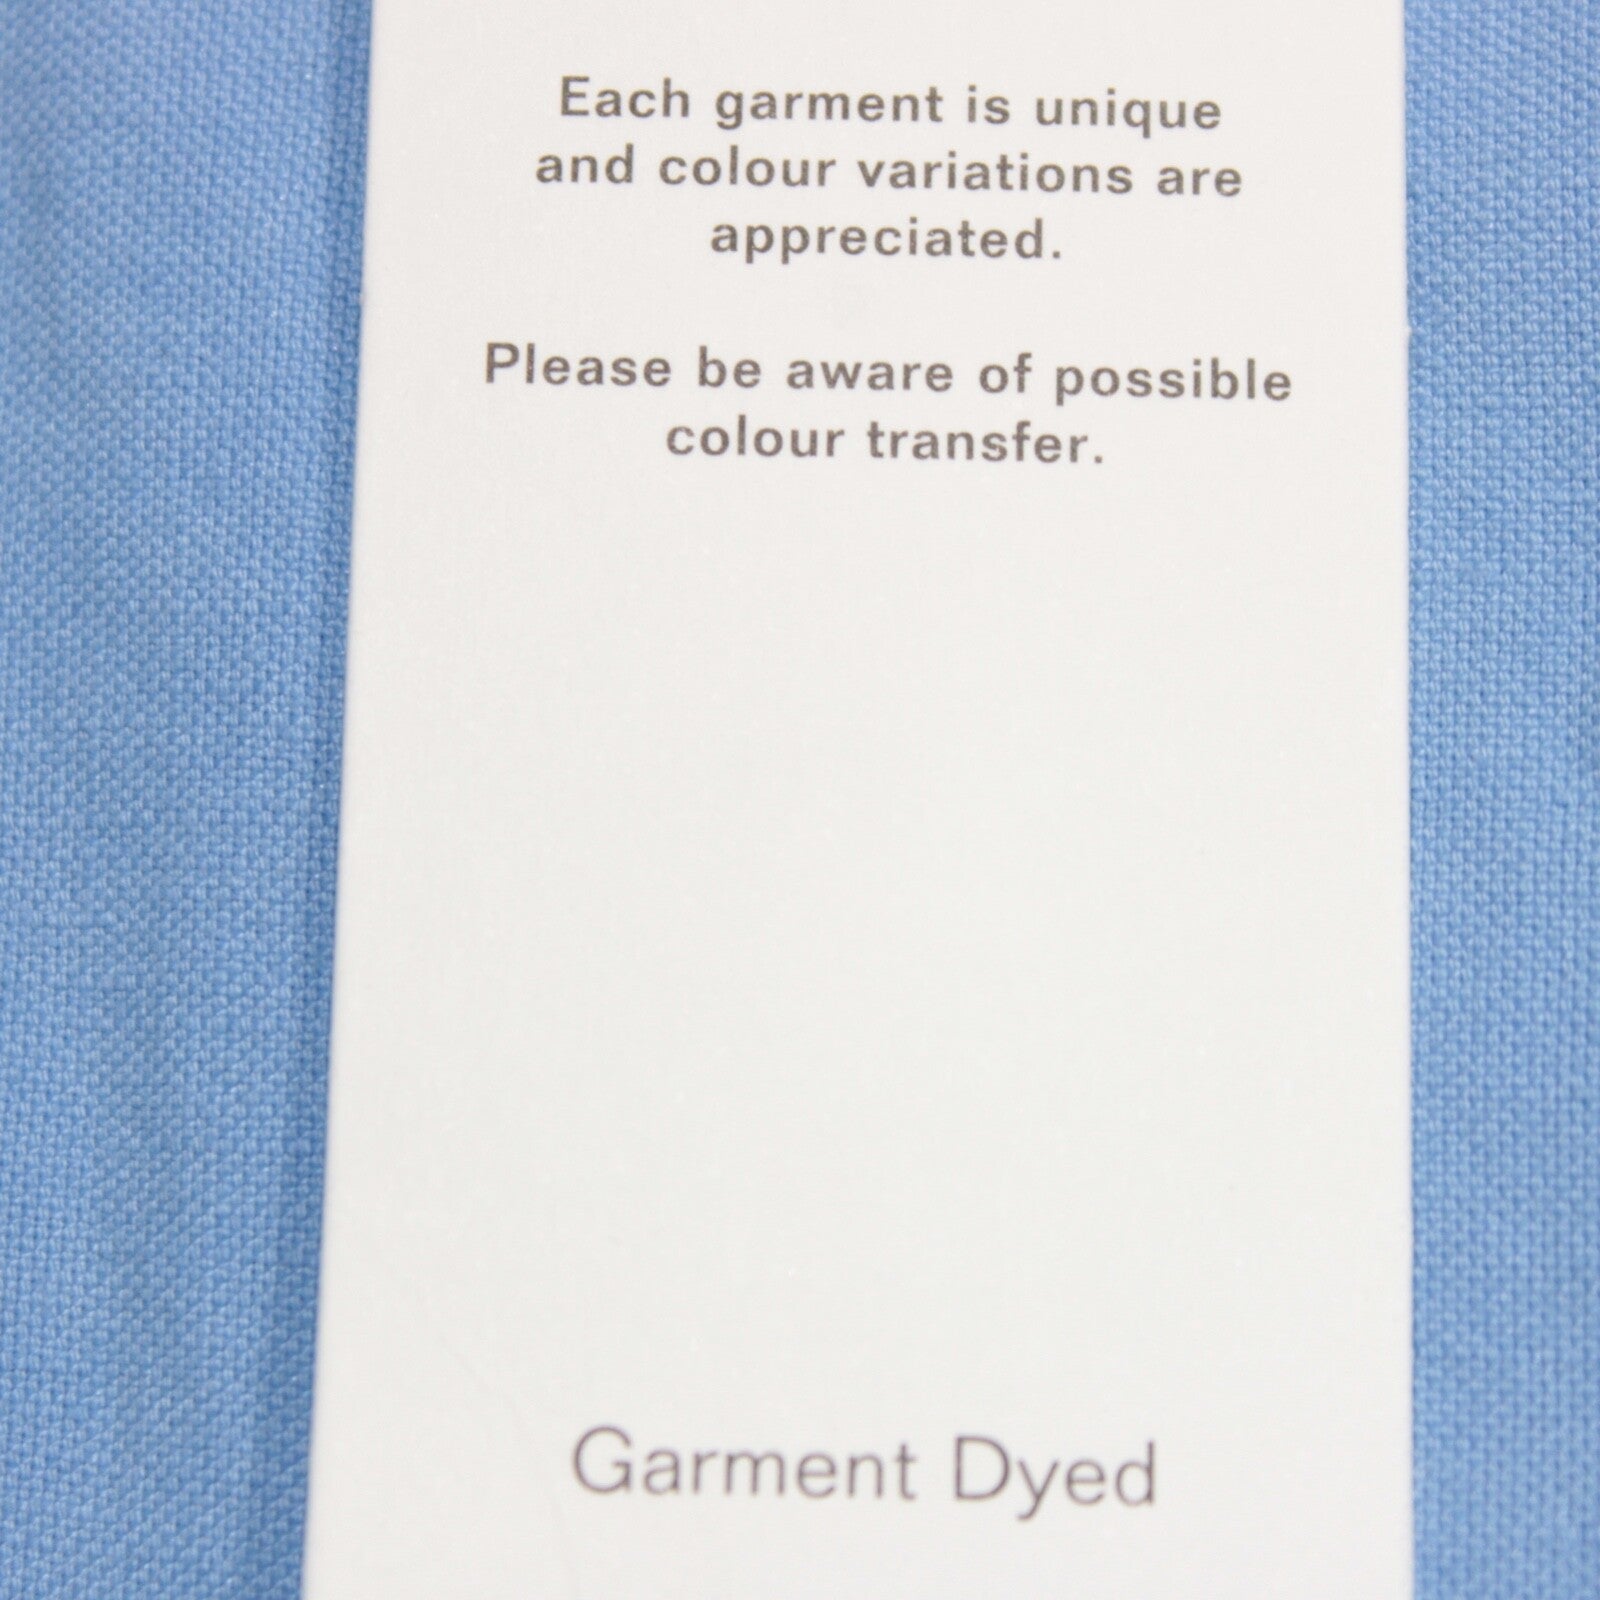 Each garment is unique
and colour variations are
appreciated.
Please be aware of possible
colour transfer.
Garment Dyed